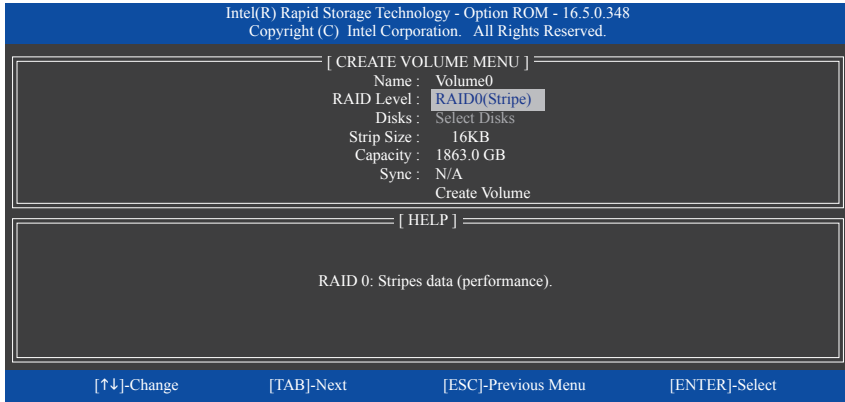 Intel(R) Rapid Storage Technology - Option ROM - 16.5.0.348
Copyright (C) Intel Corporation. All Rights Reserved.
[ CREATE VOLUME MENU ]
Name : Volume0
RAID Level : RAID0(Stripe)
Disks : Select Disks
Strip Size : 16KB
Capacity : 1863.0 GB
Sync : N/A
Create Volume
[ HELP ]
RAID 0: Stripes data (performance).
[↑↓]-Change [TAB]-Next [ESC]-Previous Menu [ENTER]-Select